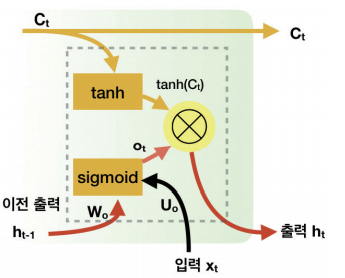 Ct
Ct
tanh
tanh(Ct)
ot
sigmoid
이전 출력
Wo
Uo
ht-1
출력 ht
입력 xt